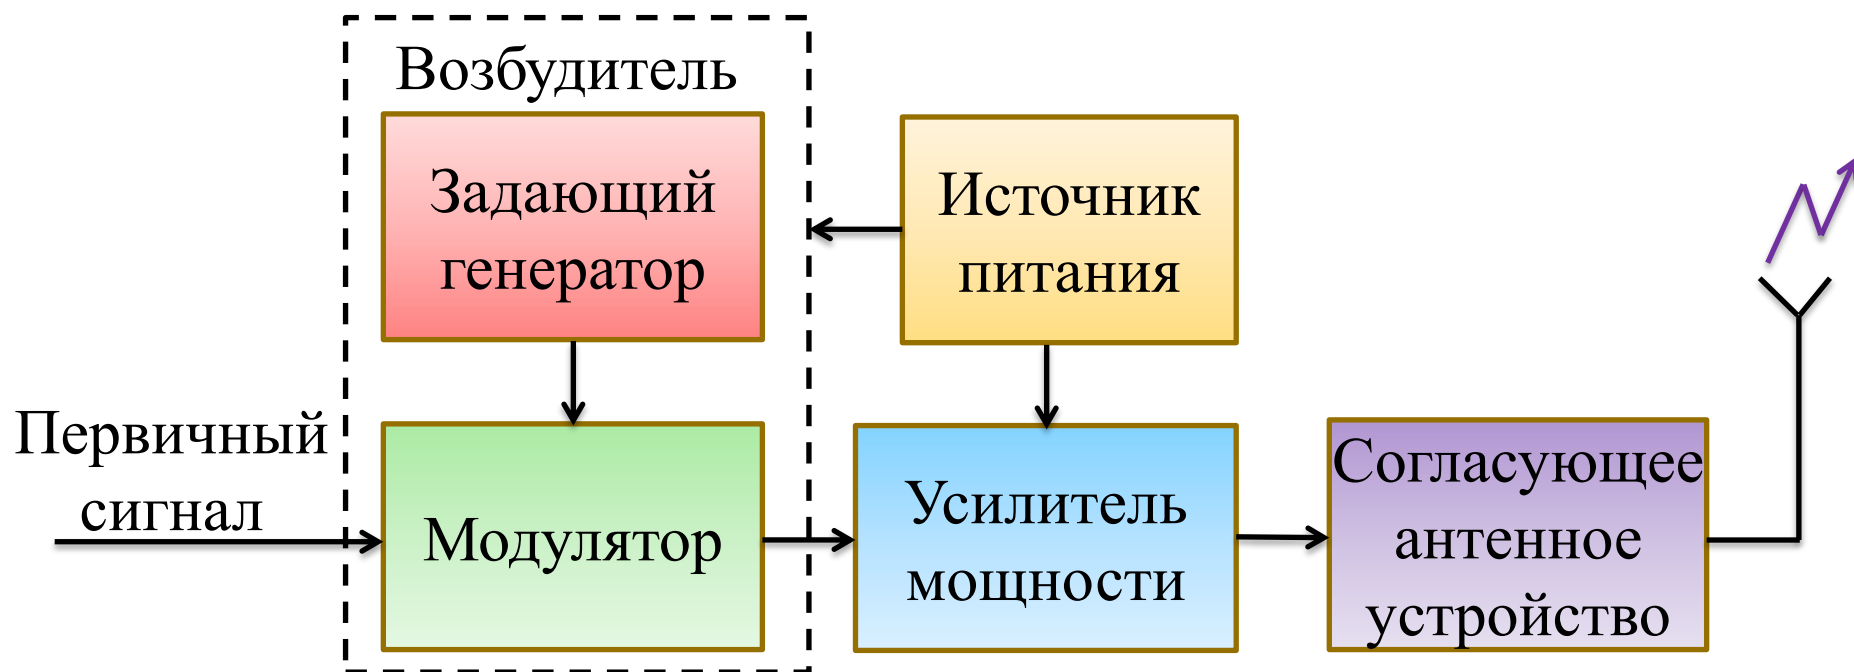 Возбудитель
Задающий
генератор
Источник
питания
Первичный
сигнал
Модулятор
Усилитель
мощности
Согласующее
антенное
устройство